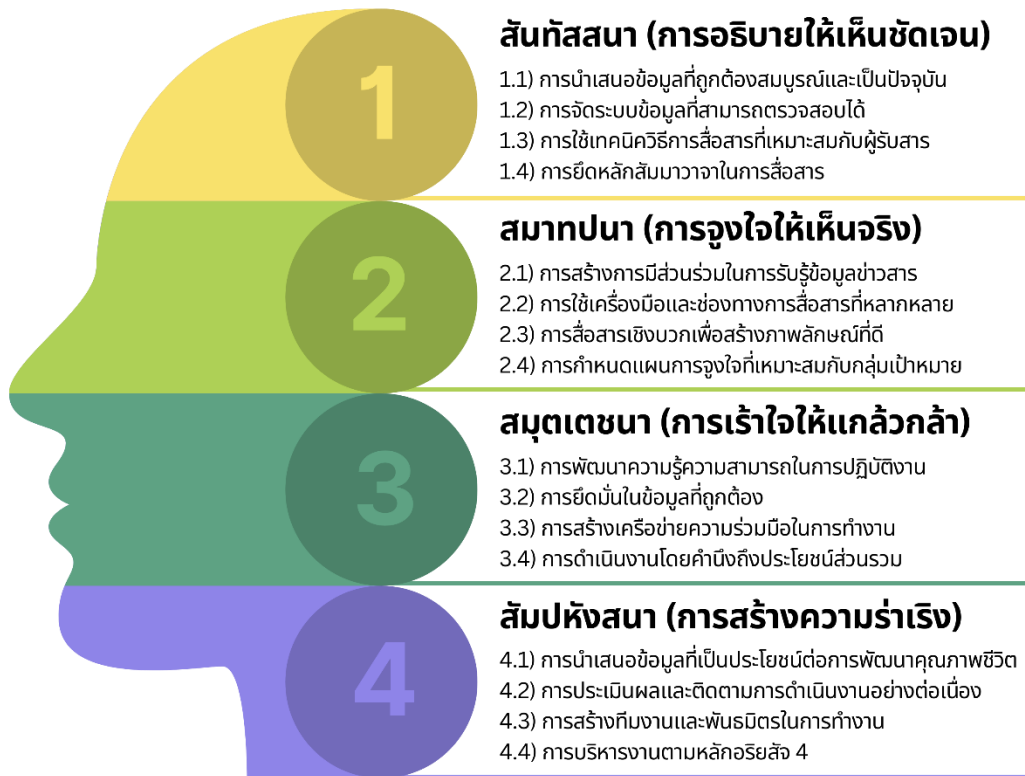 1
สันทัสสนา (การอธิบายให้เห็นชัดเจน)
1.1) การนำเสนอข้อมูลที่ถูกต้องสมบูรณ์และเป็นปัจจุบัน
1.2) การจัดระบบข้อมูลที่สามารถตรวจสอบได้
1.3) การใช้เทคนิควิธีการสื่อสารที่เหมาะสมกับผู้รับสาร
1.4) การยึดหลักสัมมาวาจาในการสื่อสาร
2
สมาทปนา (การจูงใจให้เห็นจริง)
2.1) การสร้างการมีส่วนร่วมในการรับรู้ข้อมูลข่าวสาร
2.2) การใช้เครื่องมือและช่องทางการสื่อสารที่หลากหลาย
2.3) การสื่อสารเชิงบวกเพื่อสร้างภาพลักษณ์ที่ดี
2.4) การกำหนดแผนการจูงใจที่เหมาะสมกับกลุ่มเป้าหมาย
3
สมุตเตชนา (การเร้าใจให้แกล้วกล้า)
3.1) การพัฒนาความรู้ความสามารถในการปฏิบัติงาน
3.2) การยึดมั่นในข้อมูลที่ถูกต้อง
3.3) การสร้างเครือข่ายความร่วมมือในการทำงาน
3.4) การดำเนินงานโดยคำนึงถึงประโยชน์ส่วนรวม
4
สัมปหังสนา (การสร้างความร่าเริง)
4.1) การนำเสนอข้อมูลที่เป็นประโยชน์ต่อการพัฒนาคุณภาพชีวิต
4.2) การประเมินผลและติดตามการดำเนินงานอย่างต่อเนื่อง
4.3) การสร้างทีมงานและพันธมิตรในการทำงาน
4.4) การบริหารงานตามหลักอริยสัจ 4